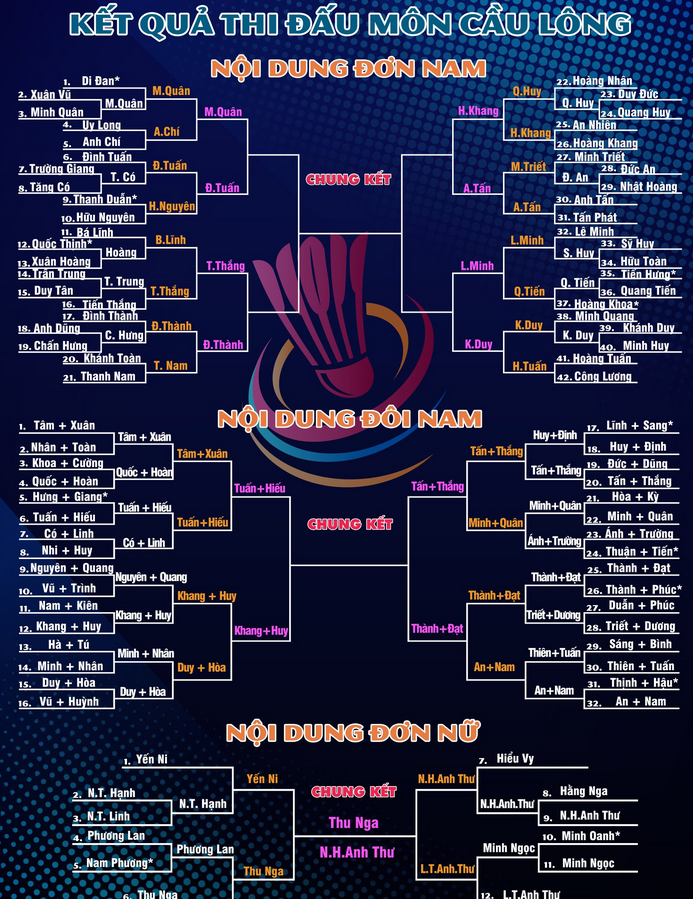 KẾT QUẢ THI ĐẤU MÔN CẦU LÔNG
NỘI DUNG ĐƠN NAM
1. Di Đan*
2. Xuân Vũ
3. Minh Quân
4. Uy Long
5. Anh Chí
6. Đình Tuấn
7. Trường Giang
8. Tăng Có
9. Thanh Duẩn*
10. Hữu Nguyên
11. Bá Lĩnh
12. Quốc Thịnh*
13. Xuân Hoàng
14. Trần Trung
15. Duy Tân
16. Tiến Thắng
17. Đình Thành
18. Anh Dũng
19. Chấn Hưng
20. Khánh Toàn
21. Thanh Nam
M.Quân
T. Có
Hoàng
T. Trung
C. Hưng
M.Quân
A.Chí
Đ.Tuấn
H.Nguyên
B.Lĩnh
T.Thắng
Đ.Thành
T. Nam
M.Quân
Đ.Tuấn
T.Thắng
Đ.Thành
CHUNG KẾT
H.Khang
A.Tấn
L.Minh
K.Duy
Q.Huy
H.Khang
M.Triết
A.Tấn
L.Minh
Q.Tiến
K.Duy
H.Tuấn
Q. Huy
Đ. An
S. Huy
Q. Tiến
K. Duy
22. Hoàng Nhân
23. Duy Đức
24. Quang Huy
25. An Nhiên
26. Hoàng Khang
27. Minh Triết
28. Đức An
29. Nhật Hoàng
30. Anh Tấn
31. Tấn Phát
32. Lê Minh
33. Sỹ Huy
34. Hữu Toàn
35. Tiến Hưng*
36. Quang Tiến
37. Hoàng Khoa*
38. Minh Quang
39. Khánh Duy
40. Minh Huy
41. Hoàng Tuấn
42. Công Lương
NỘI DUNG ĐÔI NAM
1. Tâm + Xuân
2. Nhân + Toàn
3. Khoa + Cường
4. Quốc + Hoàn
5. Hưng + Giang*
6. Tuấn + Hiếu
7. Có + Linh
8. Nhi + Huy
9. Nguyên + Quang
10. Vũ + Trình
11. Nam + Kiên
12. Khang + Huy
13. Hà + Tú
14. Minh + Nhân
15. Duy + Hòa
16. Vũ + Huỳnh
Tâm + Xuân
Quốc + Hoàn
Tuấn + Hiếu
Có + Linh
Nguyên + Quang
Khang + Huy
Minh + Nhân
Duy + Hòa
Tâm+Xuân
Tuấn+Hiếu
Khang + Huy
Duy + Hòa
Tuấn+Hiếu
Khang+Huy
CHUNG KẾT
Tấn+Thắng
Thành+Đạt
Tấn+Thắng
Minh+Quân
Thành+Đạt
An+Nam
Huy+Định
Tấn+Thắng
Minh+Quân
Ánh+Trường
Thành+Đạt
Triết+Dương
Thiên+Tuấn
An+Nam
17. Lĩnh + Sang*
18. Huy + Định
19. Đức + Dũng
20. Tấn + Thắng
21. Hòa + Kỳ
22. Minh + Quân
23. Ánh + Trường
24. Thuận + Tiến*
25. Thành + Đạt
26. Thành + Phúc*
27. Duẩn + Phúc
28. Triết + Dương
29. Sáng + Bình
30. Thiên + Tuấn
31. Thịnh + Hậu*
32. An + Nam
NỘI DUNG ĐƠN NỮ
1. Yến Ni
2. N.T. Hạnh
3. N.T. Linh
4. Phương Lan
5. Nam Phương*
6. Thu Nga
N.T. Hạnh
Phương Lan
Yến Ni
Thu Nga
CHUNG KẾT
Thu Nga
N.H.Anh Thư
N.H.Anh Thư
L.T.Anh.Thư
N.H.Anh.Thư
Minh Ngọc
7. Hiểu Vy
8. Hằng Nga
9. N.H.Anh Thư
10. Minh Oanh*
11. Minh Ngọc
12. L.T.Anh Thư